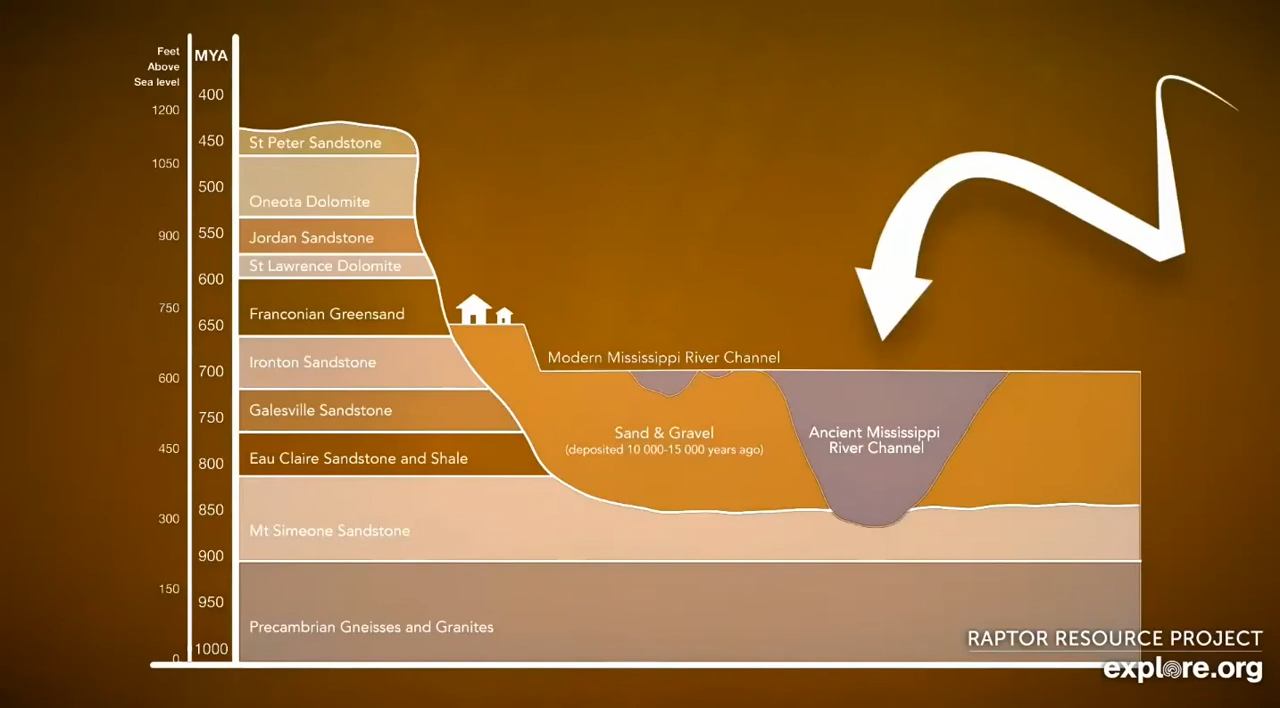 Feet
Above
Sea level
MYA
400
1200
450
1050
500
900
550
600
750
650
600
700
450
750
800
300
850
900
150
950
0
1000
St Peter Sandstone
Oneota Dolomite
Jordan Sandstone
St Lawrence Dolomite
Franconian Greensand
Ironton Sandstone
Galesville Sandstone
Eau Claire Sandstone and Shale
Mt Simeone Sandstone
Precambrian Gneisses and Granites
Modern Mississippi River Channel
Sand & Gravel
(deposited 10 000-15 000 years ago)
Ancient Mississippi
River Channel
RAPTOR RESOURCE PROJECT
explore.org